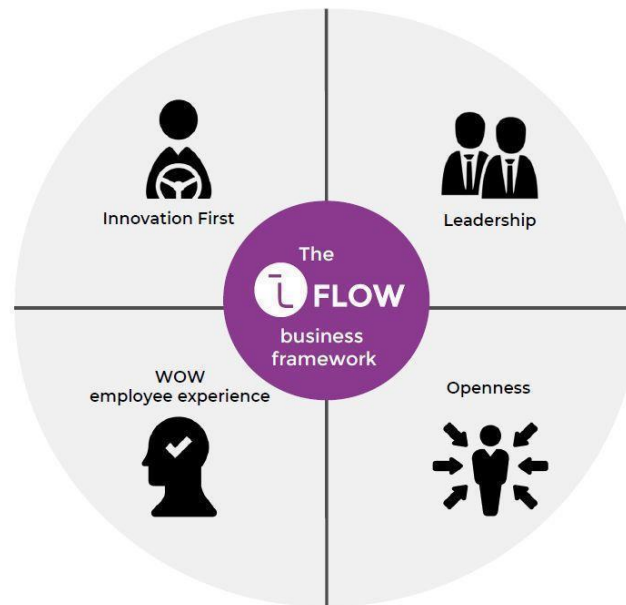 Innovation First
Leadership
The
i FLOW
business
framework
WOW
employee experience
Openness